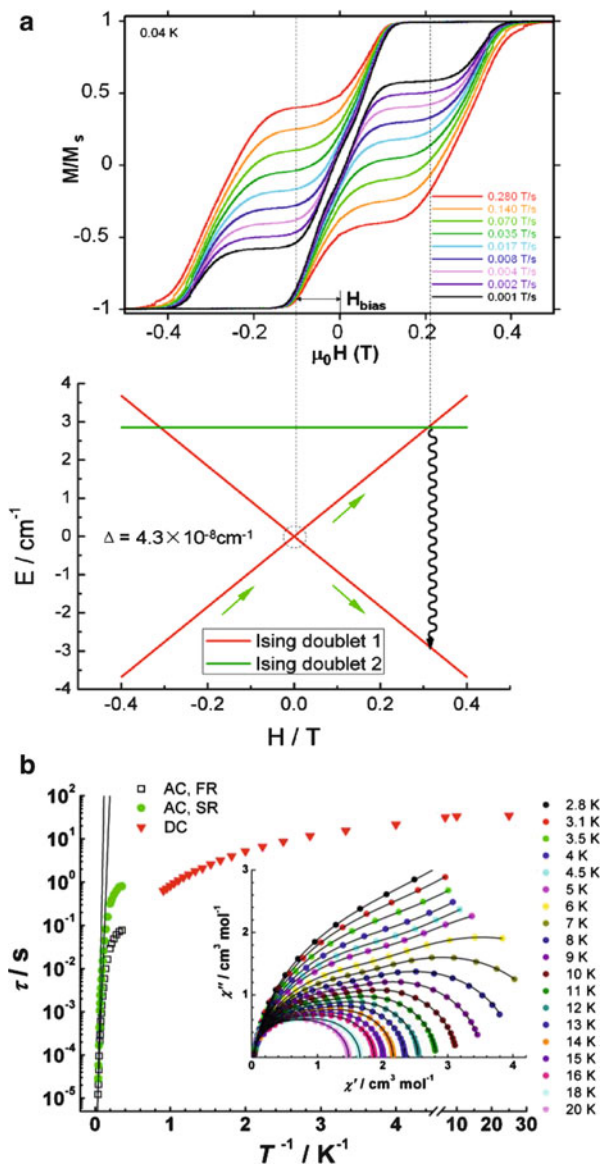 a
0.04 K
M/Ms
1
0.5
0
-0.5
-1
0.280 T/s
0.140 T/s
0.070 T/s
0.035 T/s
0.017 T/s
0.008 T/s
0.004 T/s
0.002 T/s
0.001 T/s
Hbias
-0.4 -0.2 0 0.2 0.4
μ0H (T)
E / cm-1
4
3
2
1
0
-1
-2
-3
-4
Δ = 4.3×10-8cm-1
Ising doublet 1
Ising doublet 2
-0.4 -0.2 0.0 0.2 0.4
H / T
b
AC, FR
AC, SR
DC
τ / s
10²
10¹
10⁰
10-1
10-2
10-3
10-4
10-5
χ″ / cm3 mol-1
3
2
1
0 1 2 3 4
χ′ / cm3 mol-1
2.8 K
3.1 K
3.5 K
4 K
4.5 K
5 K
6 K
7 K
8 K
9 K
10 K
11 K
12 K
13 K
14 K
15 K
16 K
18 K
20 K
0 1 2 3 4 10 20 30
T-1 / K-1